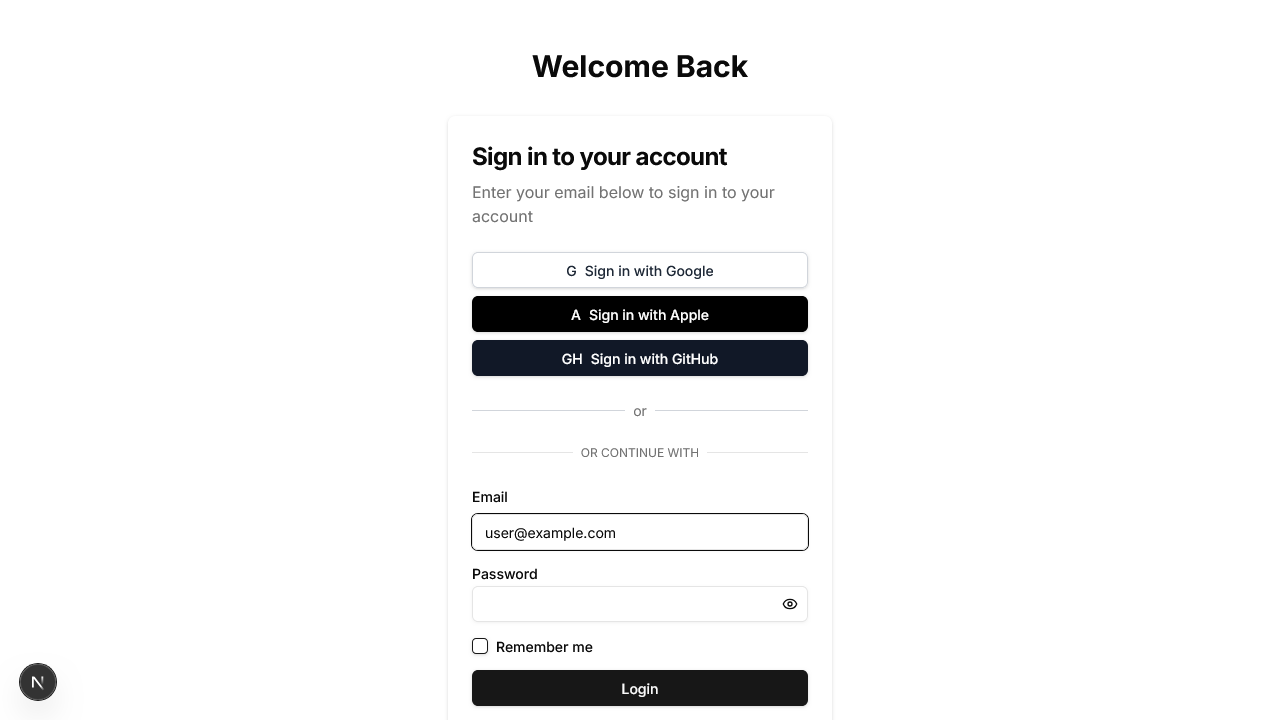 Welcome Back
Sign in to your account
Enter your email below to sign in to your
account
G Sign in with Google
A Sign in with Apple
GH Sign in with GitHub
or
OR CONTINUE WITH
Email
user@example.com
Password
Remember me
Login
N